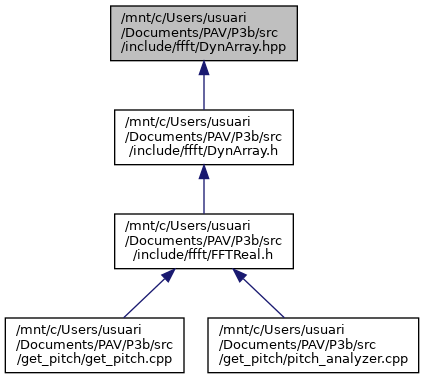 /mnt/c/Users/usuari
/Documents/PAV/P3b/src
/include/ffft/DynArray.hpp
/mnt/c/Users/usuari
/Documents/PAV/P3b/src
/include/ffft/DynArray.h
/mnt/c/Users/usuari
/Documents/PAV/P3b/src
/include/ffft/FFTReal.h
/mnt/c/Users/usuari
/Documents/PAV/P3b/src
/get_pitch/get_pitch.cpp
/mnt/c/Users/usuari
/Documents/PAV/P3b/src
/get_pitch/pitch_analyzer.cpp